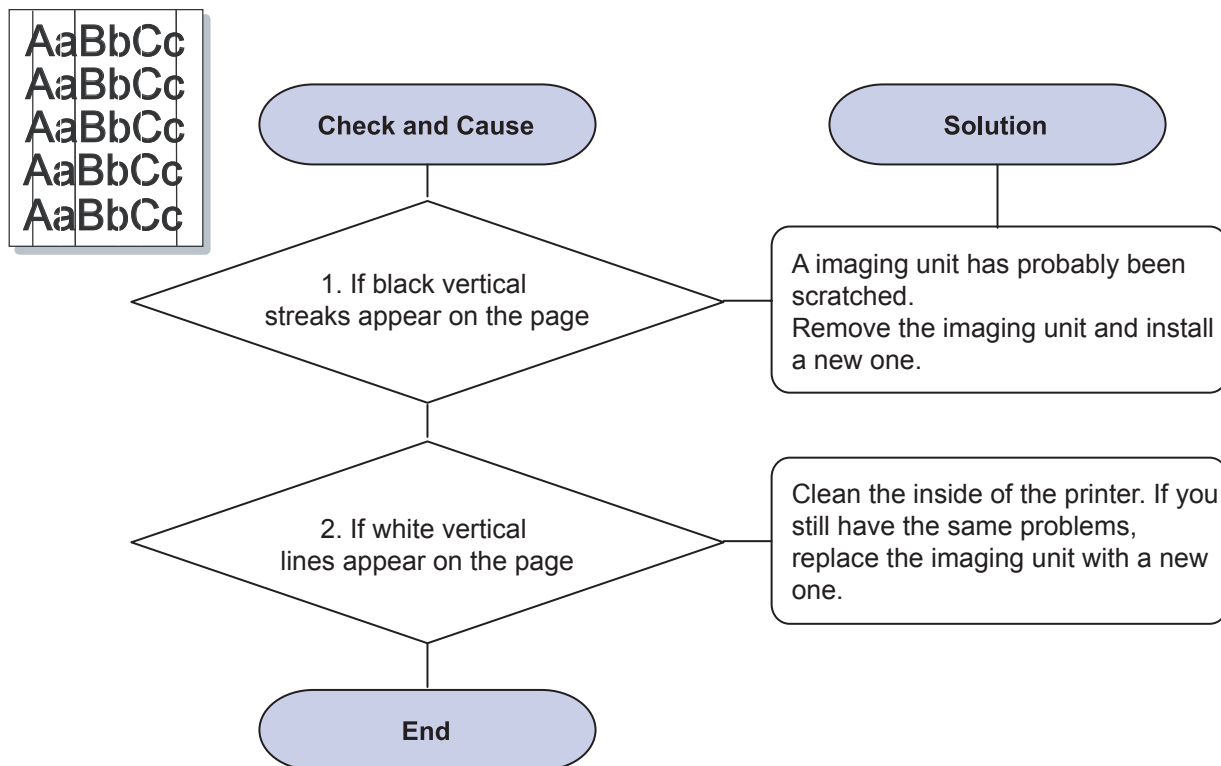 AaBbCc
AaBbCc
AaBbCc
AaBbCc
AaBbCc
Check and Cause
Solution
1. If black vertical
streaks appear on the page
A imaging unit has probably been
scratched.
Remove the imaging unit and install
a new one.
2. If white vertical
lines appear on the page
Clean the inside of the printer. If you
still have the same problems,
replace the imaging unit with a new
one.
End